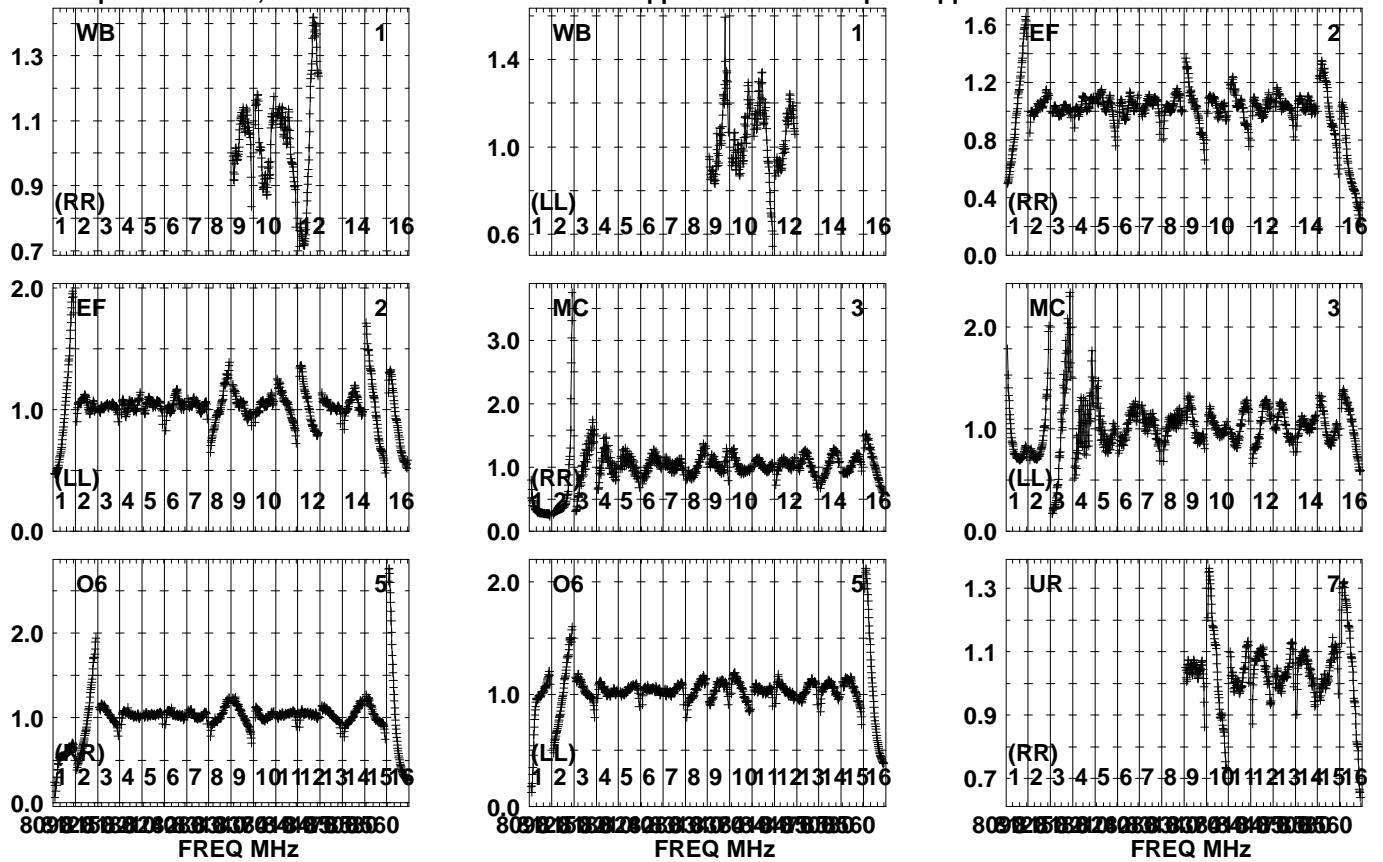 WB 1
1.3
1.1
0.9
0.7
(RR)
1 2 3 4 5 6 7 8 9 10 12 14 16
WB 1
1.4
1.0
0.6
(LL)
1 2 3 4 5 6 7 8 9 10 12 14 16
EF 2
1.6
1.2
0.8
0.4
0.0
(RR)
1 2 3 4 5 6 7 8 9 10 12 14 16
EF 2
2.0
1.0
0.0
(LL)
1 2 3 4 5 6 7 8 9 10 12 14 16
MC 3
3.0
2.0
1.0
0.0
(RR)
1 2 3 4 5 6 7 8 9 10 12 14 16
MC 3
2.0
1.0
0.0
(LL)
1 2 3 4 5 6 7 8 9 10 12 14 16
O6 5
2.0
1.0
0.0
(RR)
1 2 3 4 5 6 7 8 9 10 11 12 13 14 15 16
FREQ MHz
O6 5
2.0
1.0
0.0
(LL)
1 2 3 4 5 6 7 8 9 10 11 12 13 14 15 16
FREQ MHz
UR 7
1.3
1.1
0.9
0.7
(RR)
1 2 3 4 5 6 7 8 9 10 11 12 13 14 15 16
FREQ MHz